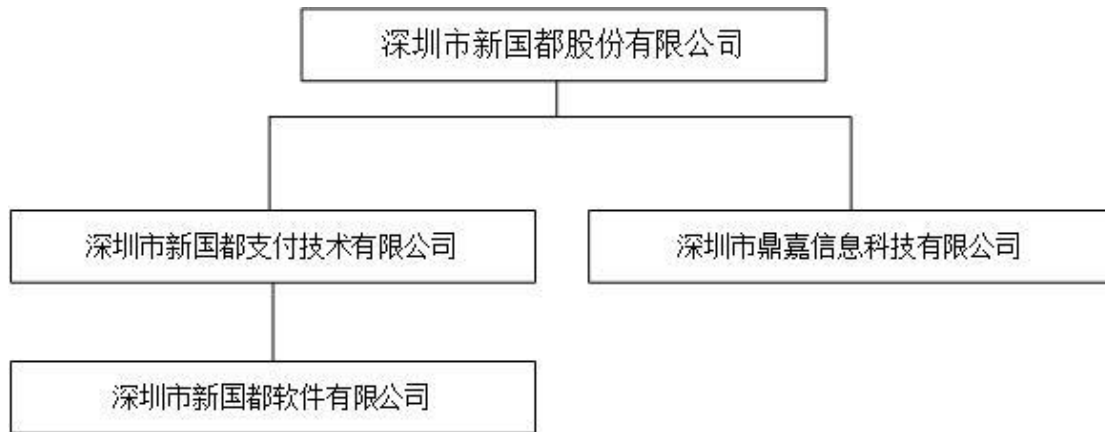 深圳市新国都股份有限公司
深圳市新国都支付技术有限公司
深圳市鼎嘉信息科技有限公司
深圳市新国都软件有限公司